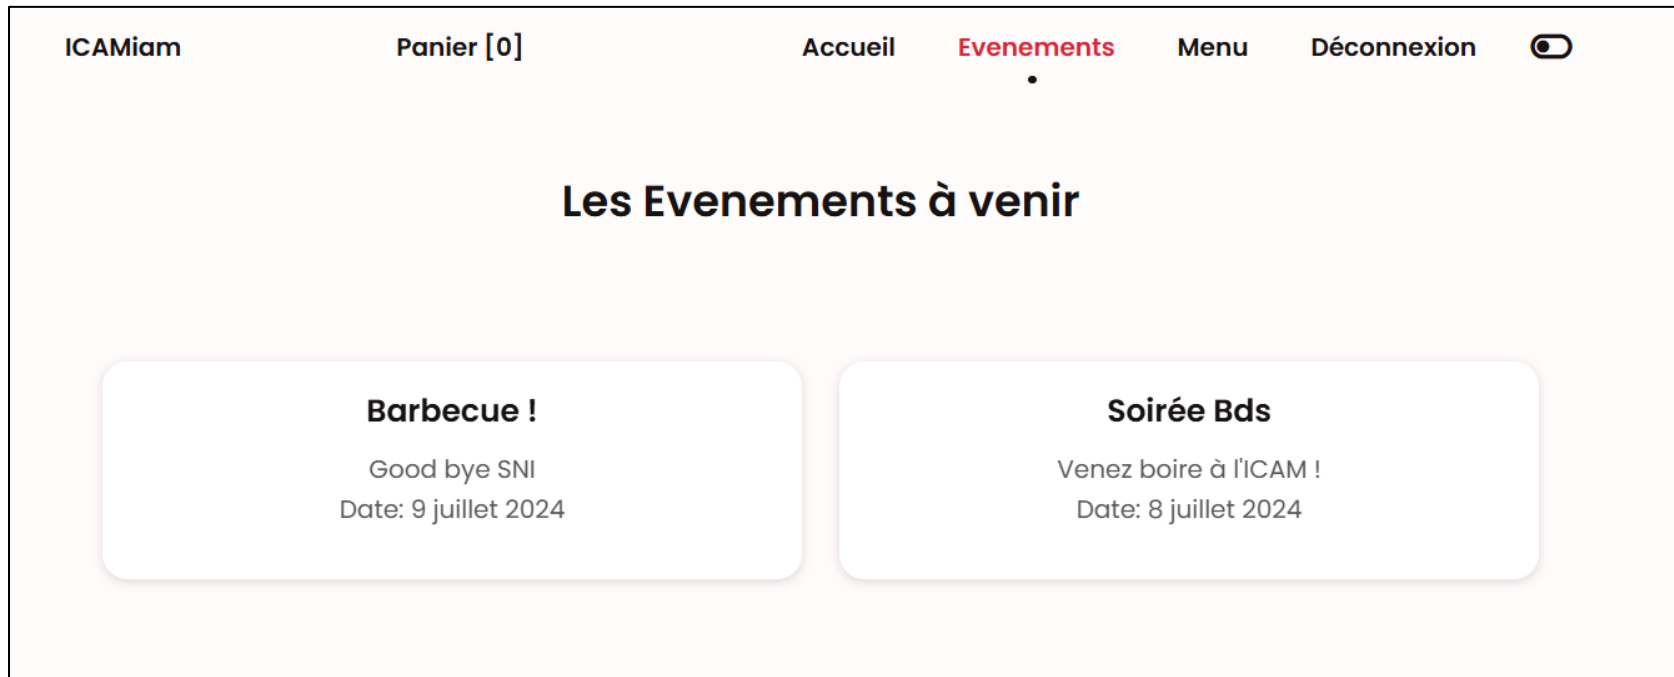 ICAMiam Panier [0] Accueil Evenements Menu Déconnexion
Les Evenements à venir
Barbecue !
Good bye SNI
Date: 9 juillet 2024
Soirée Bds
Venez boire à l'ICAM !
Date: 8 juillet 2024